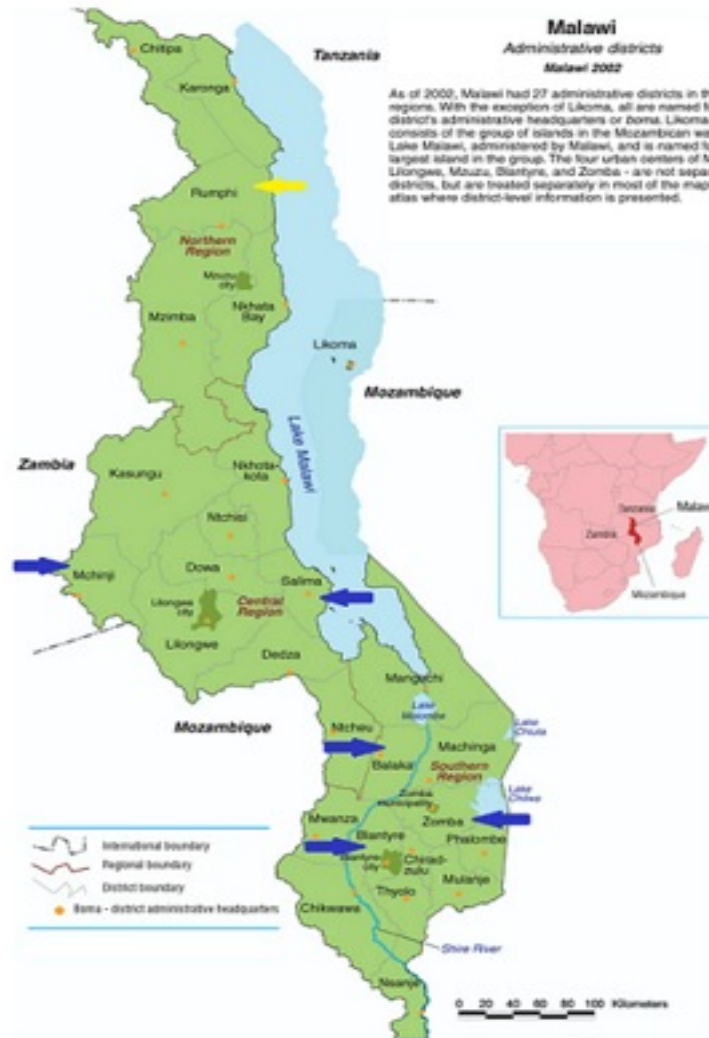 Malawi
Administrative districts
Malawi 2002
As of 2002, Malawi had 27 administrative districts in th
regions. With the exception of Likoma, all are named f
district's administrative headquarters or boma. Likoma
consists of the group of islands in the Mozambican wa
Lake Malawi, administered by Malawi, and is named fo
largest island in the group. The four urban centers of M
Lilongwe, Mzuzu, Blantyre, and Zomba - are not sepa
districts, but are treated separately in most of the map
atlas where district-level information is presented.
Chitipa
Tanzania
Karonga
Rumphi
Northern
Region
Mzuzu
city
Nkhata
Bay
Mzimba
Likoma
Mozambique
Lake Malawi
Zambia
Kasungu
Nkhota-
kota
Ntchisi
Mchinji
Dowa
Salima
Lilongwe
city
Central
Region
Lilongwe
Dedza
Mozambique
Mangochi
Lake
Malombe
Ntcheu
Lake
Chiuta
Machinga
Balaka
Southern
Region
Lake
Chilwa
Zomba
municipality
Mwanza
Zomba
Blantyre
Phalombe
Blantyre
city
Chiradz-
zulu
Mulanje
Thyolo
Chikwawa
Shire River
Nsanje
Tanzania
Malawi
Zambia
Mozambique
International boundary
Regional boundary
District boundary
Boma - district administrative headquarters
0 20 40 60 80 100 Kilometers